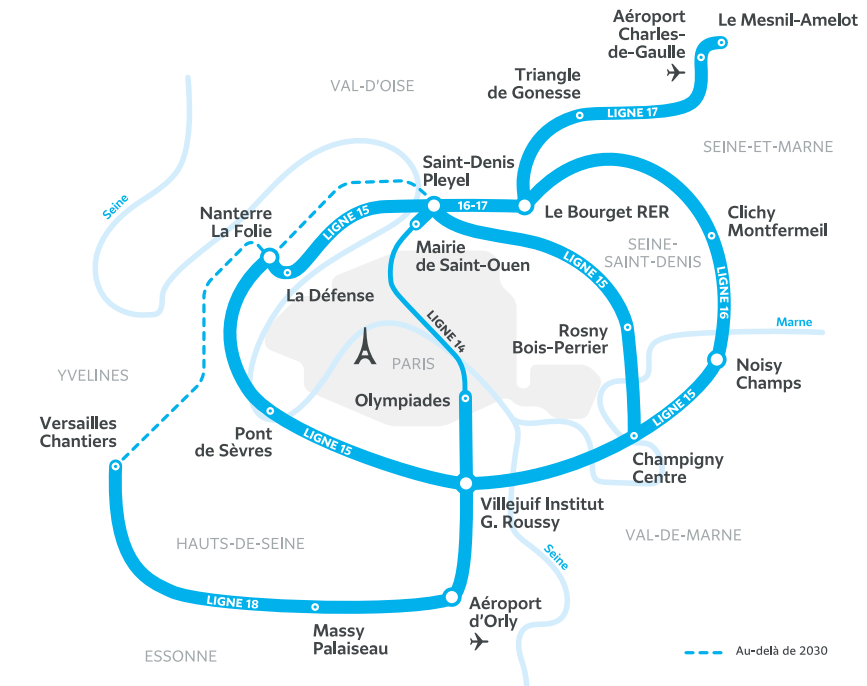 Aéroport
Charles-
de-Gaulle
Le Mesnil-Amelot
Triangle
de Gonesse
VAL-D'OISE
LIGNE 17
SEINE-ET-MARNE
Saint-Denis
Pleyel
16-17
Le Bourget RER
Seine
Nanterre
La Folie
LIGNE 15
Clichy
Montfermeil
Mairie
de Saint-Ouen
SEINE-
SAINT-DENIS
La Défense
LIGNE 15
LIGNE 16
LIGNE 14
Marne
Rosny
Bois-Perrier
PARIS
Noisy
Champs
YVELINES
Olympiades
LIGNE 15
Versailles
Chantiers
Pont
de Sèvres
LIGNE 15
Champigny
Centre
Villejuif Institut
G. Roussy
HAUTS-DE-SEINE
VAL-DE-MARNE
Seine
LIGNE 18
Aéroport
d'Orly
Massy
Palaiseau
ESSONNE
Au-delà de 2030